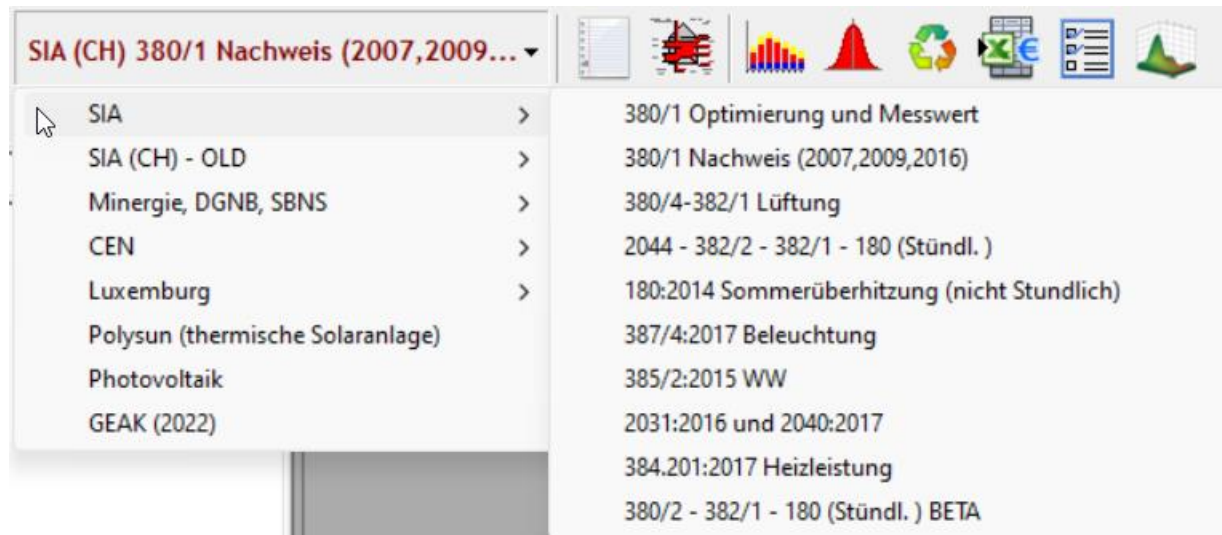 SIA (CH) 380/1 Nachweis (2007,2009...
SIA
SIA (CH) - OLD
Minergie, DGNB, SBNS
CEN
Luxemburg
Polysun (thermische Solaranlage)
Photovoltaik
GEAK (2022)
380/1 Optimierung und Messwert
380/1 Nachweis (2007,2009,2016)
380/4-382/1 Lüftung
2044 - 382/2 - 382/1 - 180 (Stündl. )
180:2014 Sommerüberhitzung (nicht Stundlich)
387/4:2017 Beleuchtung
385/2:2015 WW
2031:2016 und 2040:2017
384.201:2017 Heizleistung
380/2 - 382/1 - 180 (Stündl. ) BETA